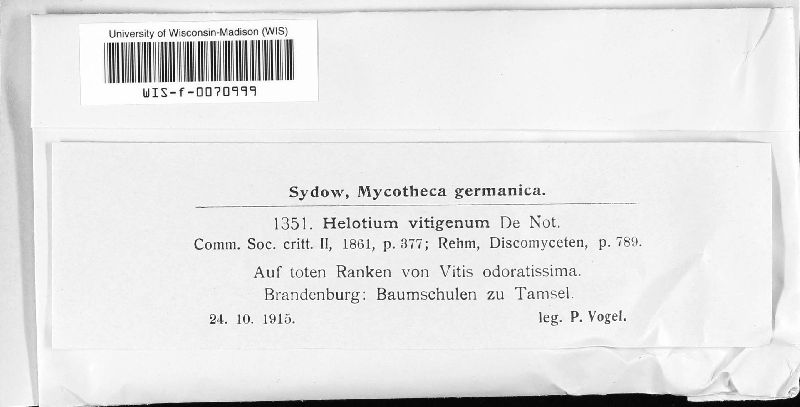 University of Wisconsin-Madison (WIS)
WIS-f-0070999
Sydow, Mycotheca germanica.
1351. Helotium vitigenum De Not.
Comm. Soc. critt. II, 1861, p. 377; Rehm, Discomyceten, p. 789.
Auf toten Ranken von Vitis odoratissima.
Brandenburg: Baumschulen zu Tamsel.
24. 10. 1915. leg. P. Vogel.